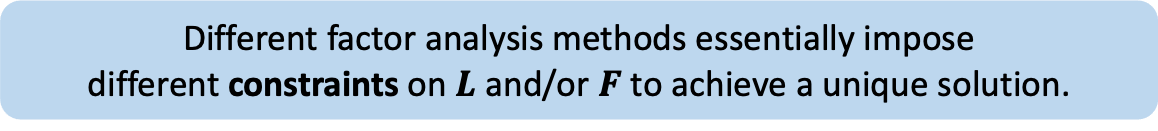 Different factor analysis methods essentially impose
different constraints on L and/or F to achieve a unique solution.